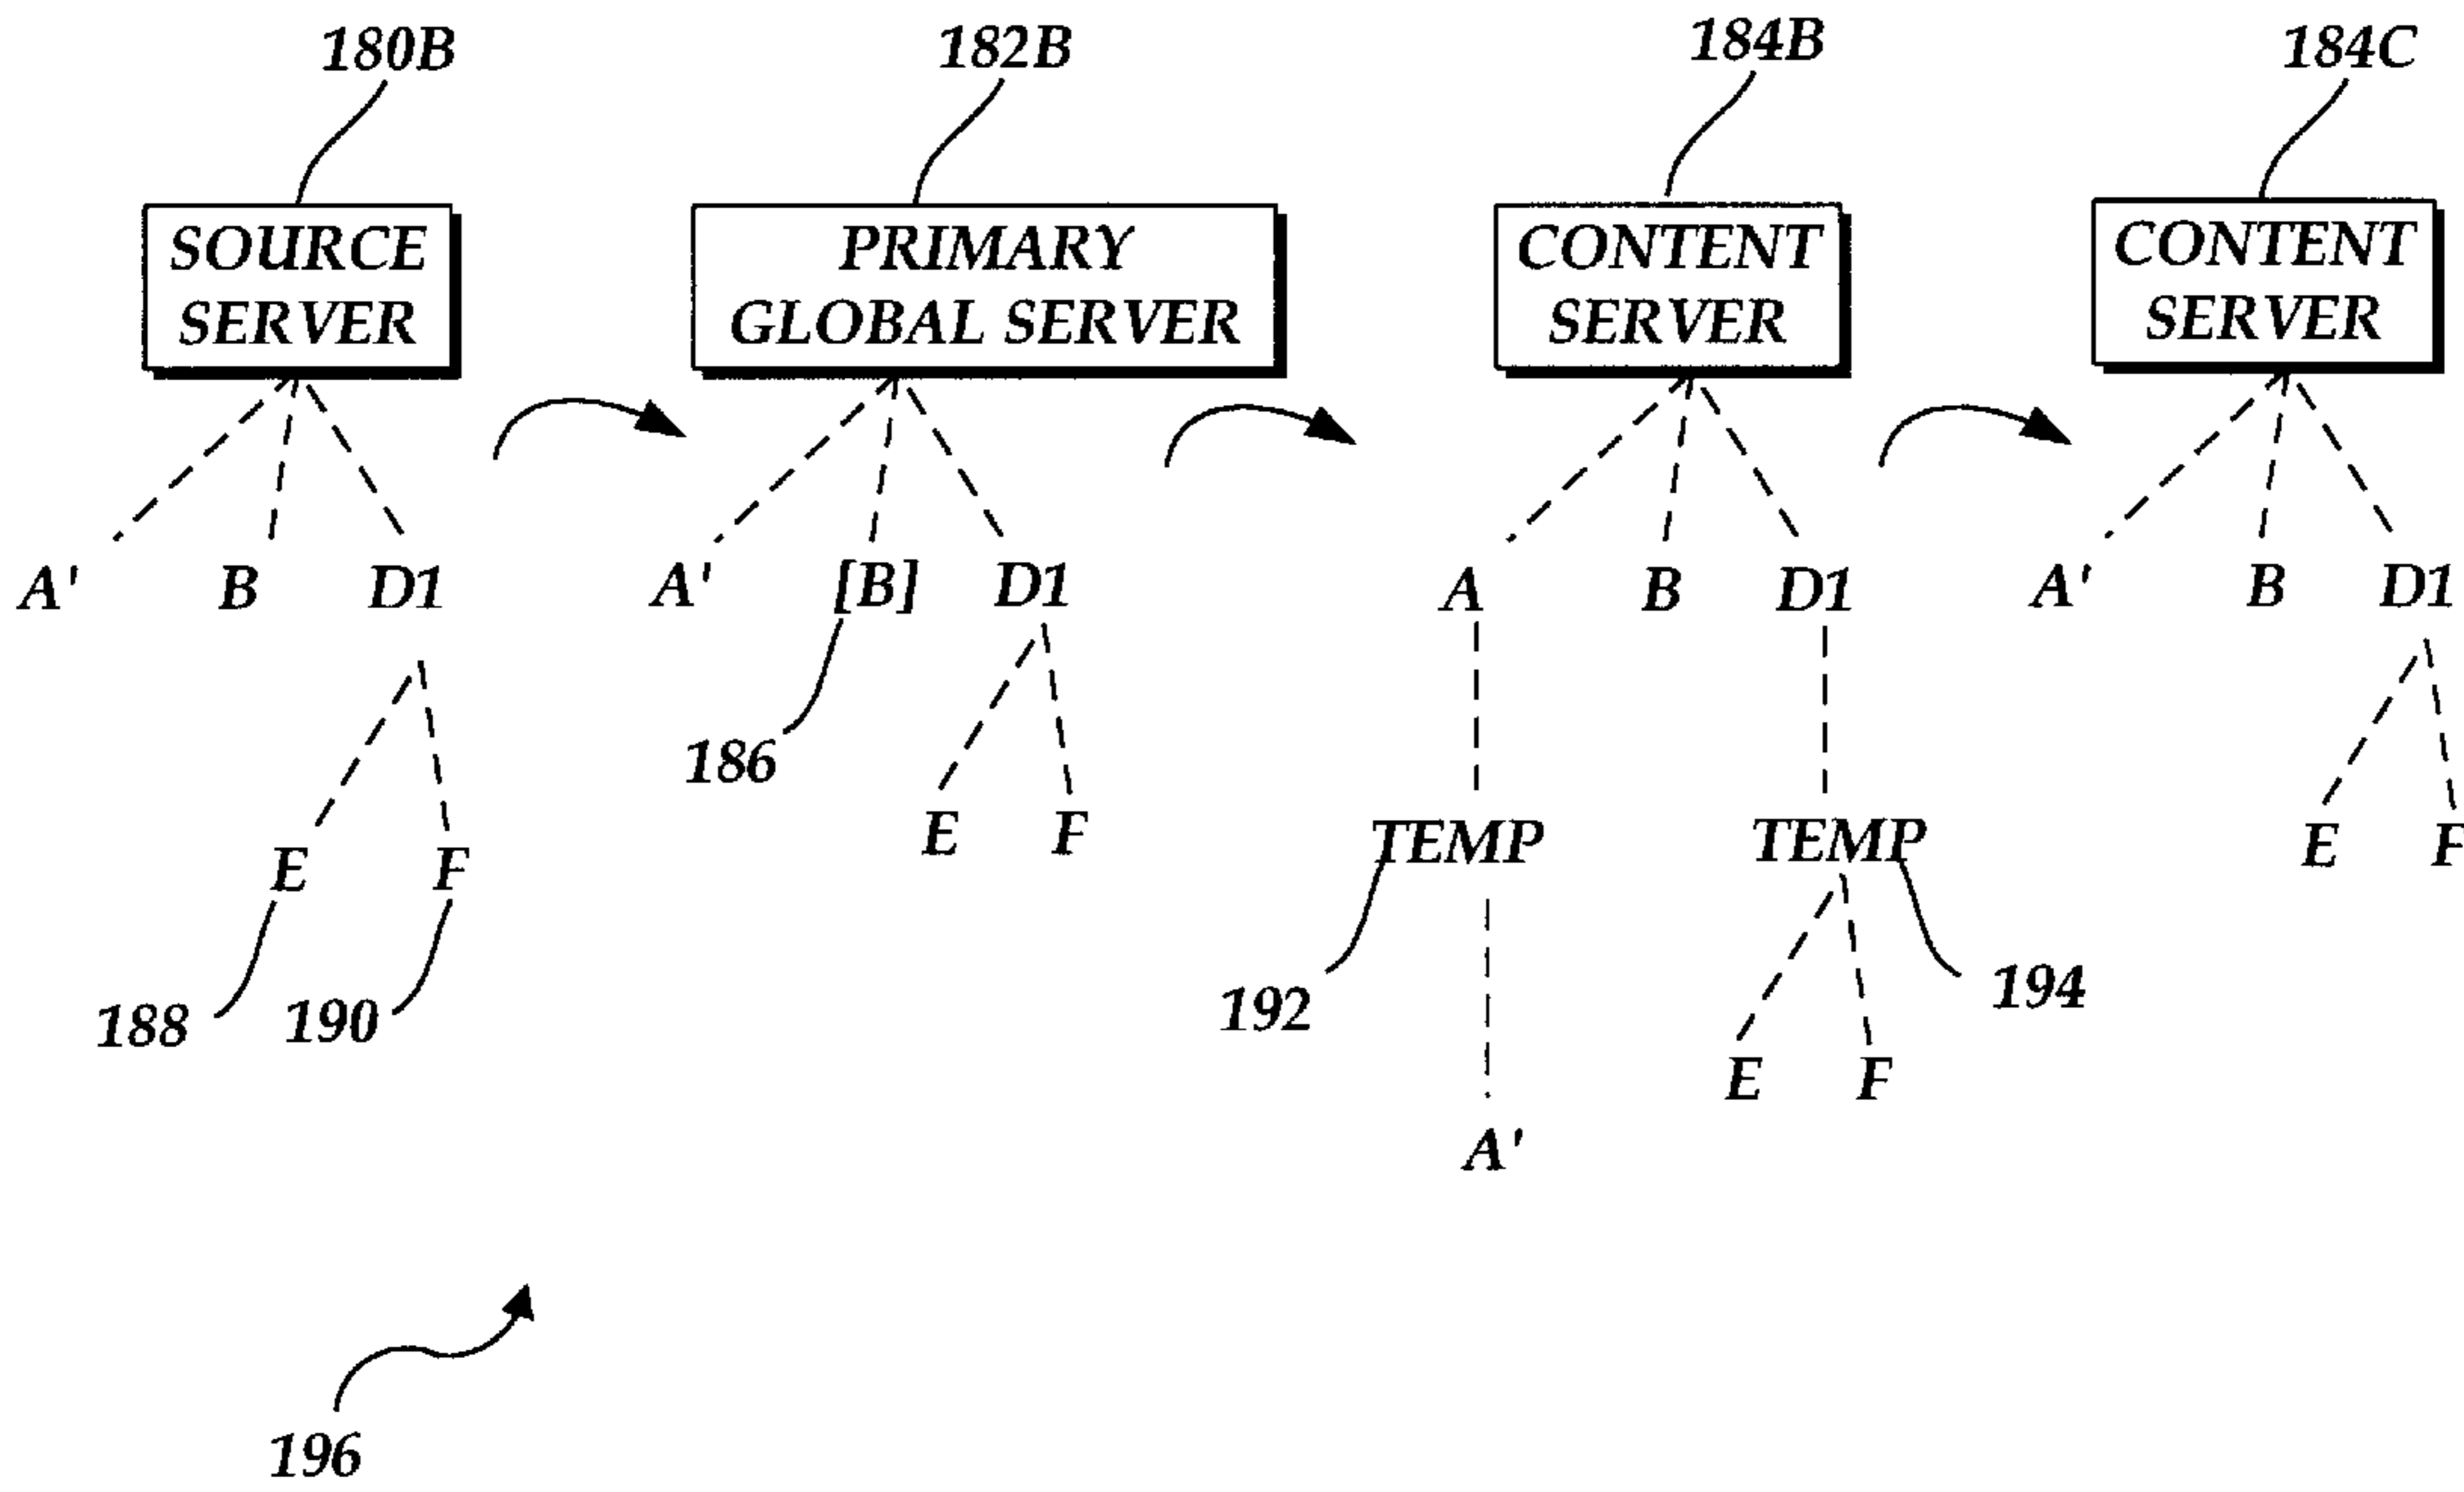 180B 182B 184B 184C
SOURCE SERVER
PRIMARY GLOBAL SERVER
CONTENT SERVER
CONTENT SERVER
A' B D1 A' [B] D1 A B D1 A' B D1
186
E F TEMP TEMP E F
E F
192 194
188 190
E F
A'
196